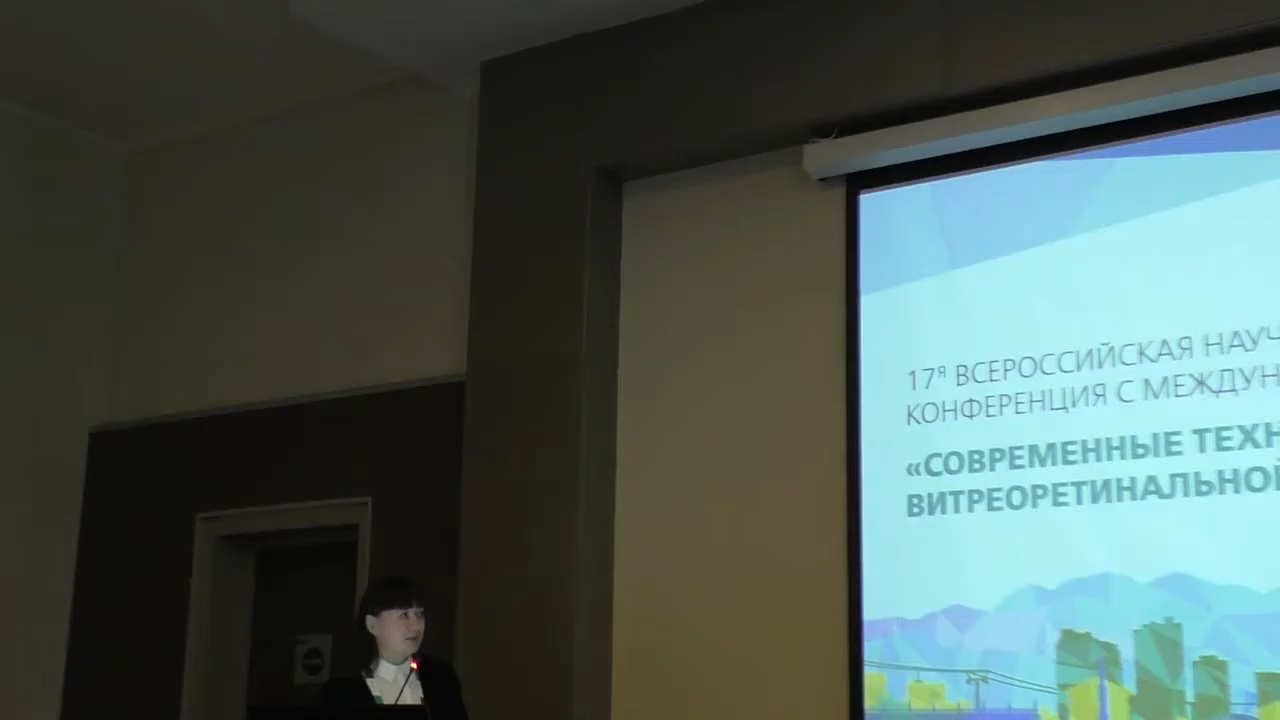 17Я ВСЕРОССИЙСКАЯ НАУЧ
КОНФЕРЕНЦИЯ С МЕЖДУН
«СОВРЕМЕННЫЕ ТЕХН
ВИТРЕОРЕТИНАЛЬНОЙ